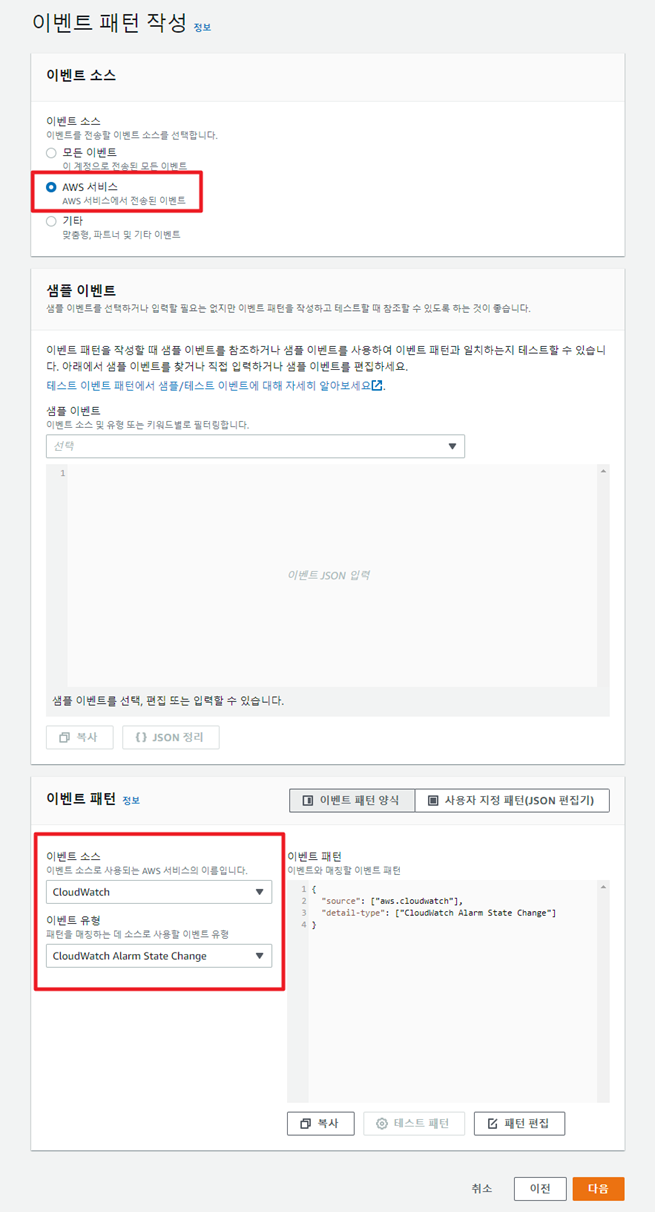 이벤트 패턴 작성 정보
이벤트 소스
이벤트 소스
이벤트를 전송할 이벤트 소스를 선택합니다.
모든 이벤트
이 계정으로 전송된 모든 이벤트
AWS 서비스
AWS 서비스에서 전송된 이벤트
기타
맞춤형, 파트너 및 기타 이벤트
샘플 이벤트
샘플 이벤트를 선택하거나 입력할 필요는 없지만 이벤트 패턴을 작성하고 테스트할 때 참조할 수 있도록 하는 것이 좋습니다.
이벤트 패턴을 작성할 때 샘플 이벤트를 참조하거나 샘플 이벤트를 사용하여 이벤트 패턴과 일치하는지 테스트할 수 있습니
다. 아래에서 샘플 이벤트를 찾거나 직접 입력하거나 샘플 이벤트를 편집하세요.
테스트 이벤트 패턴에서 샘플/테스트 이벤트에 대해 자세히 알아보세요.
샘플 이벤트
이벤트 소스 및 유형 또는 키워드별로 필터링합니다.
선택
1
이벤트 JSON 입력
샘플 이벤트를 선택, 편집 또는 입력할 수 있습니다.
복사 {} JSON 정리
이벤트 패턴 정보
이벤트 패턴 양식 사용자 지정 패턴(JSON 편집기)
이벤트 소스
이벤트 소스로 사용되는 AWS 서비스의 이름입니다.
CloudWatch
이벤트 유형
패턴을 매칭하는 데 소스로 사용할 이벤트 유형
CloudWatch Alarm State Change
이벤트 패턴
이벤트와 매칭할 이벤트 패턴
1 {
2 "source": ["aws.cloudwatch"],
3 "detail-type": ["CloudWatch Alarm State Change"]
4 }
복사 테스트 패턴 패턴 편집
취소 이전 다음